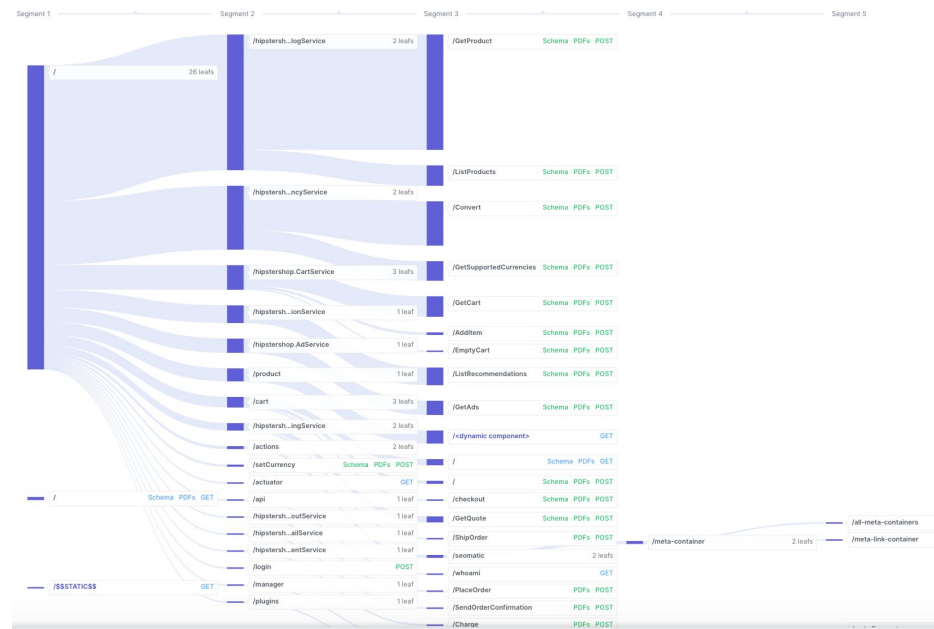 Segment 1
Segment 2
Segment 3
Segment 4
Segment 5
/ 26 leafs
/ Schema PDFs GET
/$$STATIC$$ GET
/hipstersh...logService 2 leafs
/hipstersh...ncyService 2 leafs
/hipstershop.CartService 3 leafs
/hipstersh...ionService 1 leaf
/hipstershop.AdService 1 leaf
/product 1 leaf
/cart 3 leafs
/hipstersh...ingService 2 leafs
/actions 2 leafs
/setCurrency Schema PDFs POST
/actuator GET
/api 1 leaf
/hipstersh...outService 1 leaf
/hipstersh...ailService 1 leaf
/hipstersh...entService 1 leaf
/login POST
/manager 1 leaf
/plugins 1 leaf
/GetProduct Schema PDFs POST
/ListProducts Schema PDFs POST
/Convert Schema PDFs POST
/GetSupportedCurrencies Schema PDFs POST
/GetCart Schema PDFs POST
/AddItem Schema PDFs POST
/EmptyCart Schema PDFs POST
/ListRecommendations Schema PDFs POST
/GetAds Schema PDFs POST
/<dynamic component> GET
/ Schema PDFs GET
/ Schema PDFs POST
/checkout Schema PDFs POST
/GetQuote Schema PDFs POST
/ShipOrder PDFs POST
/seomatic 2 leafs
/whoami GET
/PlaceOrder PDFs POST
/SendOrderConfirmation PDFs POST
/Charge PDFs POST
/meta-container 2 leafs
/all-meta-containers
/meta-link-container